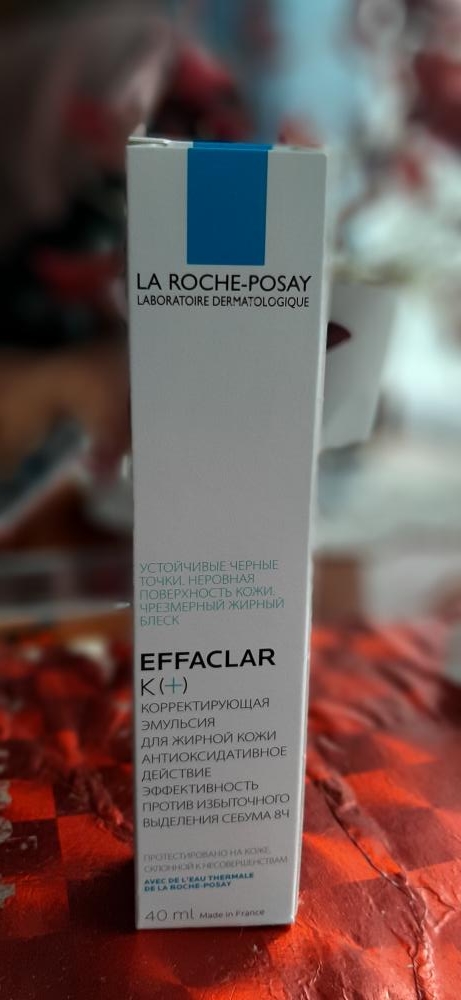 LA ROCHE-POSAY
LABORATOIRE DERMATOLOGIQUE
УСТОЙЧИВЫЕ ЧЕРНЫЕ
ТОЧКИ. НЕРОВНАЯ
ПОВЕРХНОСТЬ КОЖИ.
ЧРЕЗМЕРНЫЙ ЖИРНЫЙ
БЛЕСК
EFFACLAR
K(+)
КОРРЕКТИРУЮЩАЯ
ЭМУЛЬСИЯ
ДЛЯ ЖИРНОЙ КОЖИ
АНТИОКСИДАТИВНОЕ
ДЕЙСТВИЕ
ЭФФЕКТИВНОСТЬ
ПРОТИВ ИЗБЫТОЧНОГО
ВЫДЕЛЕНИЯ СЕБУМА 8Ч
ПРОТЕСТИРОВАНО НА КОЖЕ,
СКЛОННОЙ К НЕСОВЕРШЕНСТВАМ
AVEC DE L'EAU THERMALE
DE LA ROCHE-POSAY
40 ml Made in France